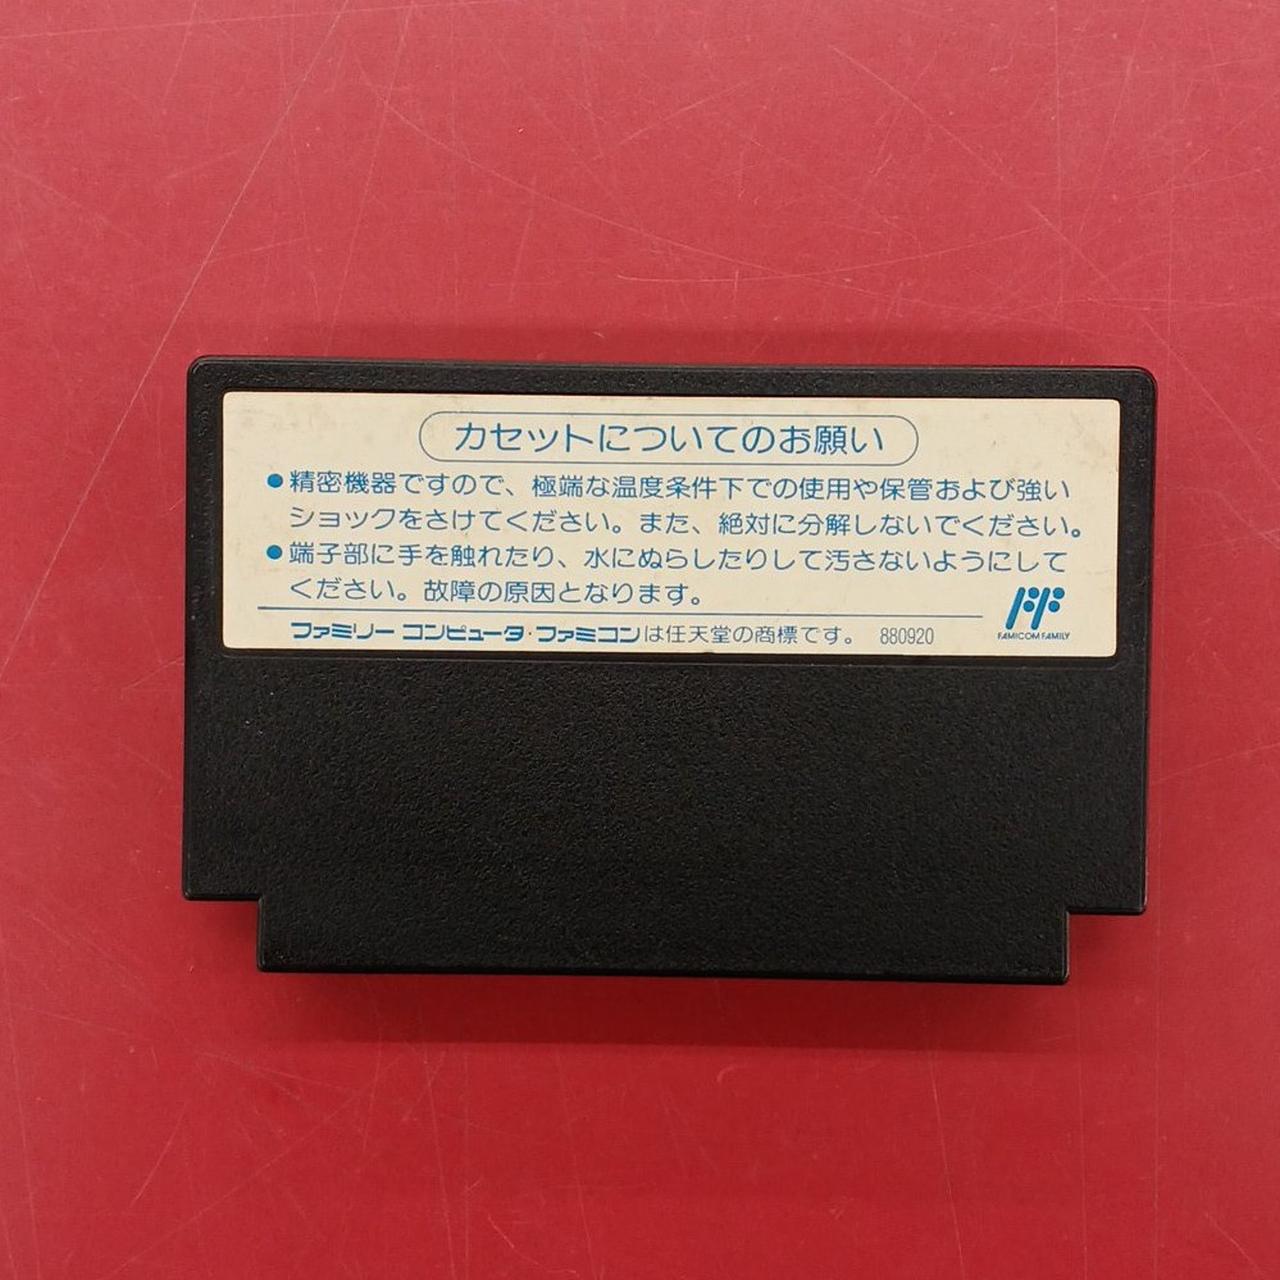 カセットについてのお願い
●精密機器ですので、極端な温度条件下での使用や保管および強い
ショックをさけてください。また、絶対に分解しないでください。
●端子部に手を触れたり、水にぬらしたりして汚さないようにして
ください。故障の原因となります。
ファミリーコンピュータ・ファミコンは任天堂の商標です。 880920
FF
FAMICOM FAMILY